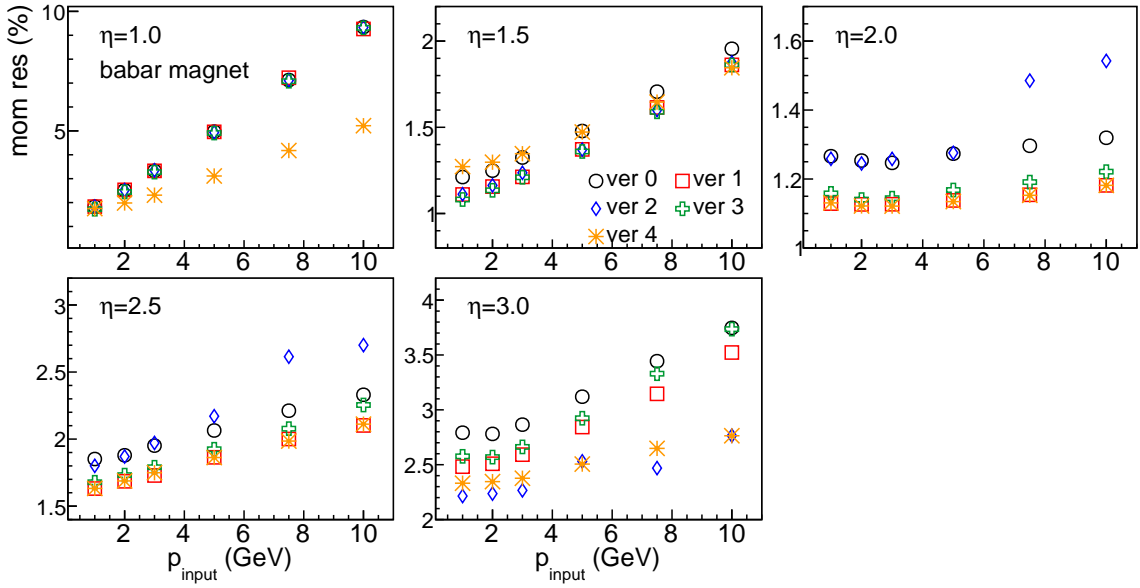 mom res (%)
10
5
η=1.0
babar magnet
2 4 6 8 10
2
1.5
1
η=1.5
ver 0
ver 1
ver 2
ver 3
ver 4
2 4 6 8 10
1.6
1.4
1.2
1
η=2.0
2 4 6 8 10
3
2.5
2
1.5
η=2.5
2 4 6 8 10
p_input (GeV)
4
3.5
3
2.5
2
η=3.0
2 4 6 8 10
p_input (GeV)